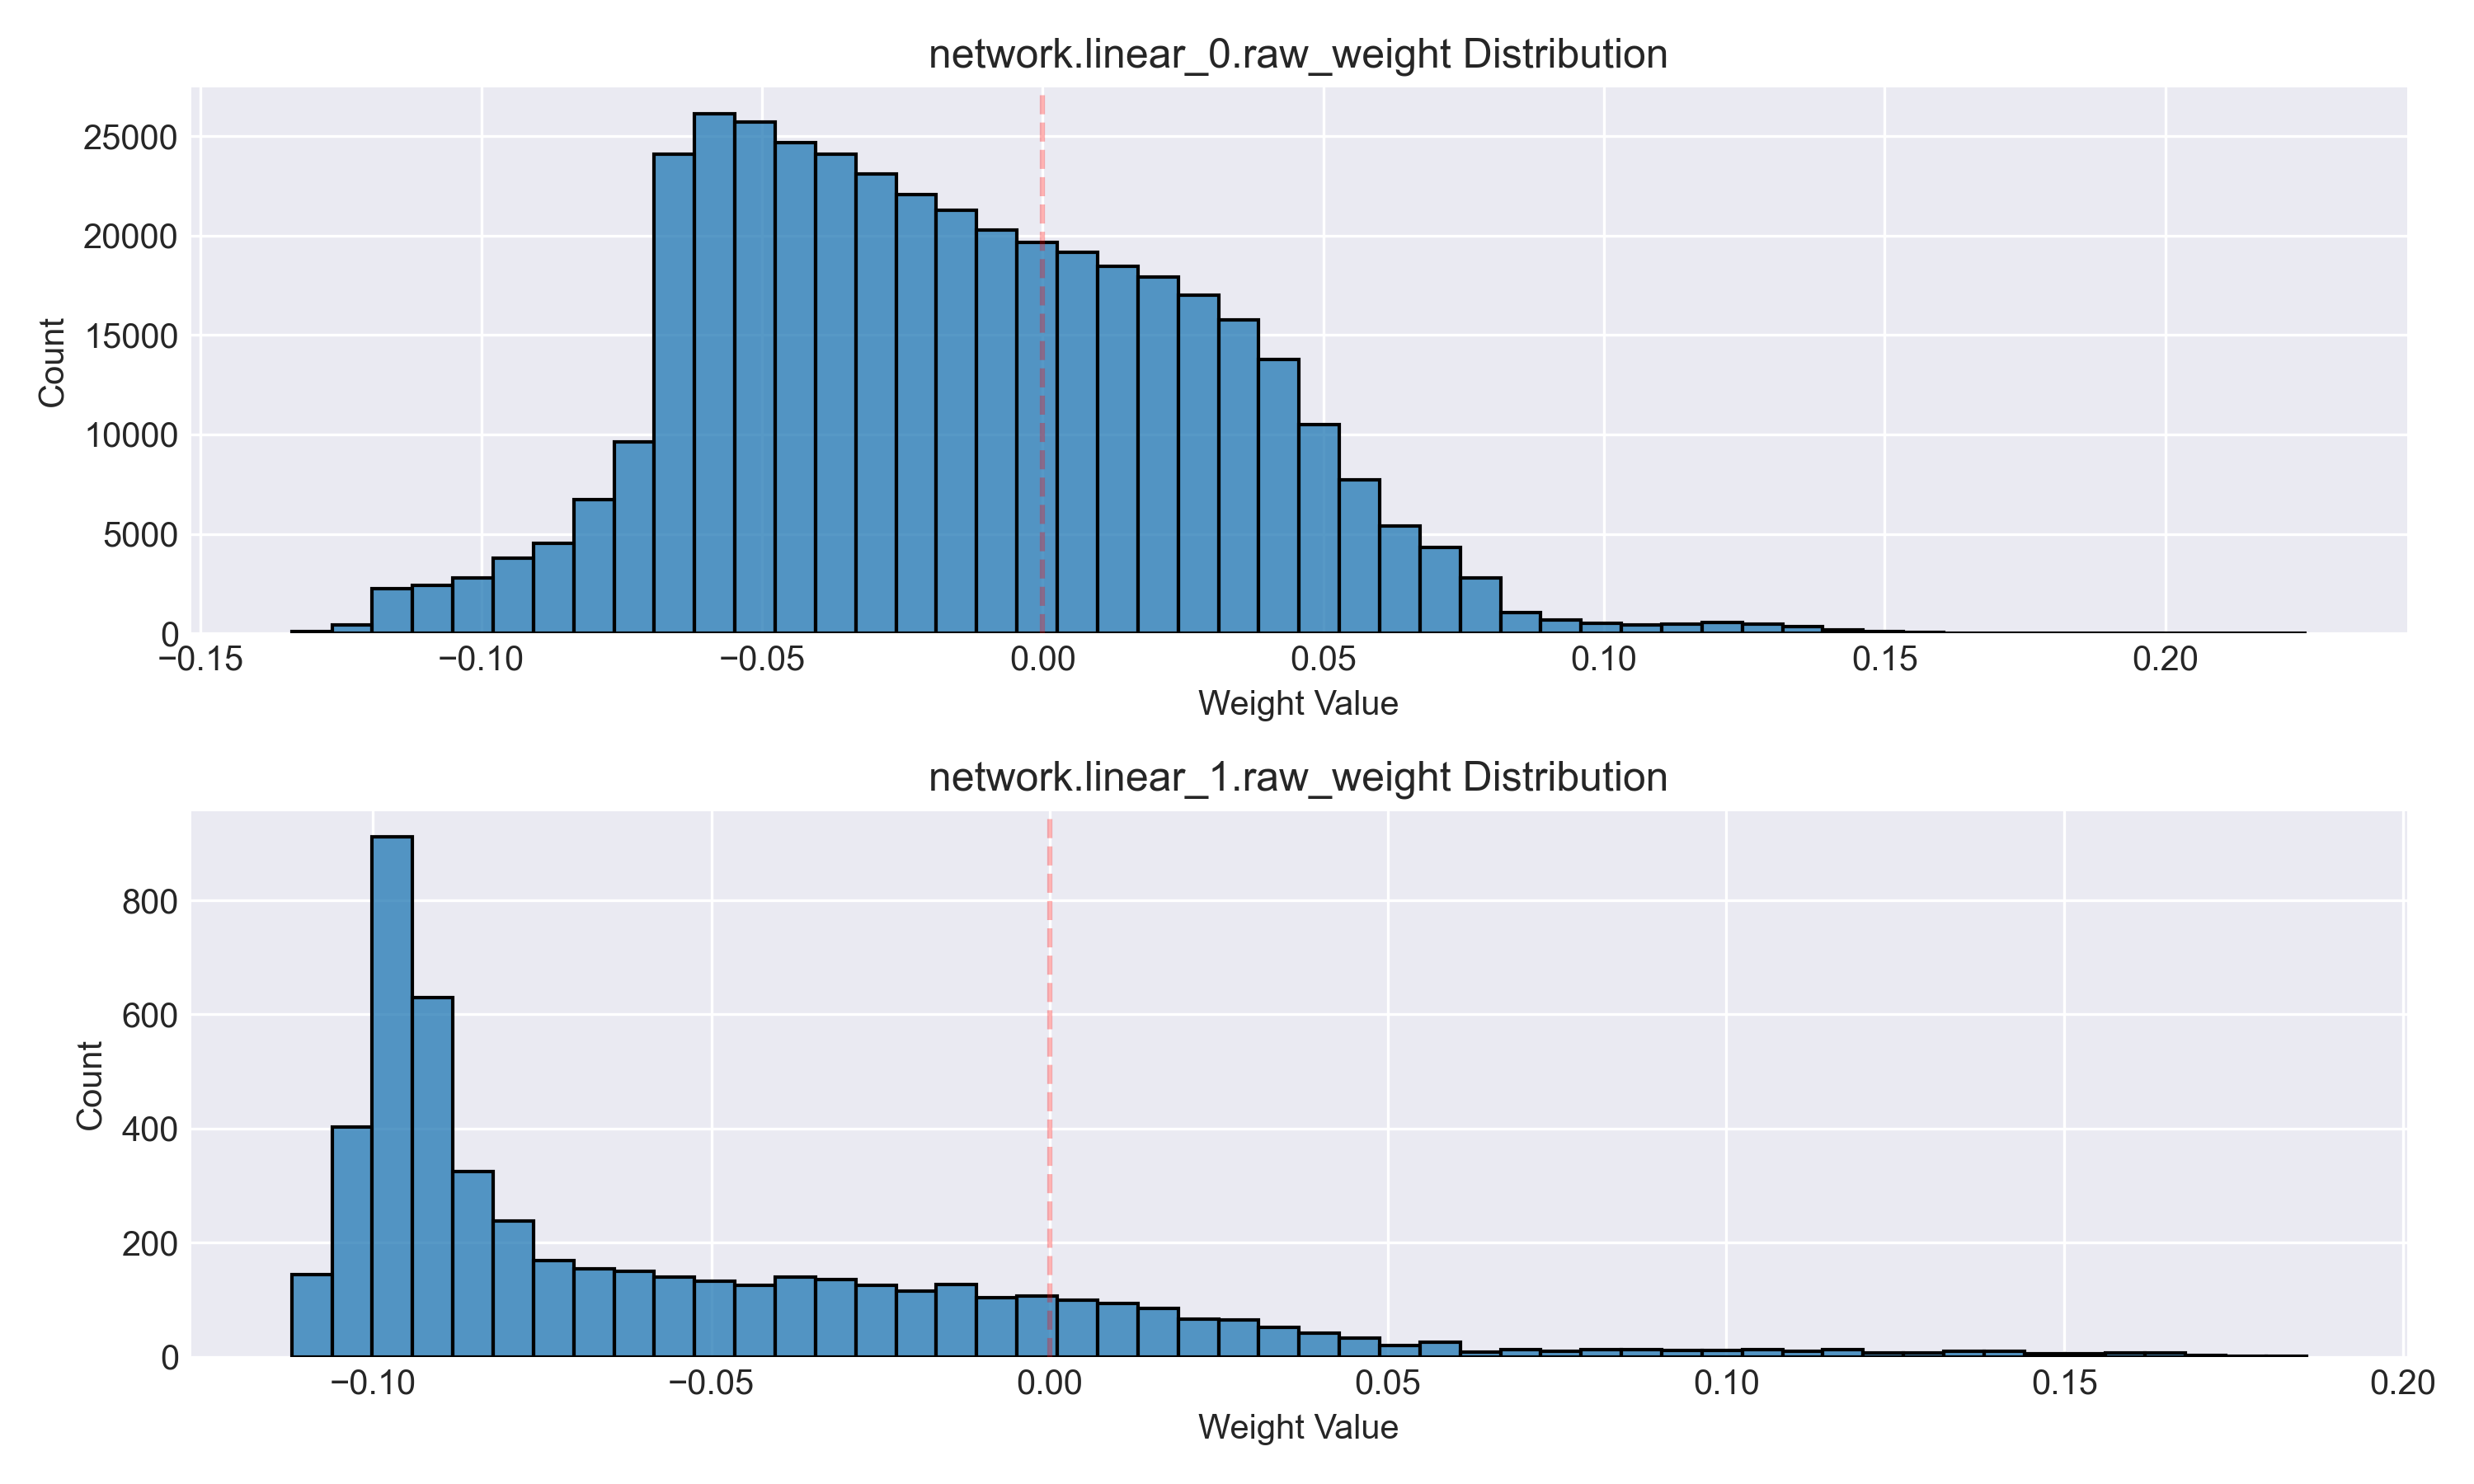 network.linear_0.raw_weight Distribution
25000
20000
15000
10000
5000
0
Count
−0.15 −0.10 −0.05 0.00 0.05 0.10 0.15 0.20
Weight Value
network.linear_1.raw_weight Distribution
800
600
400
200
0
Count
−0.10 −0.05 0.00 0.05 0.10 0.15 0.20
Weight Value